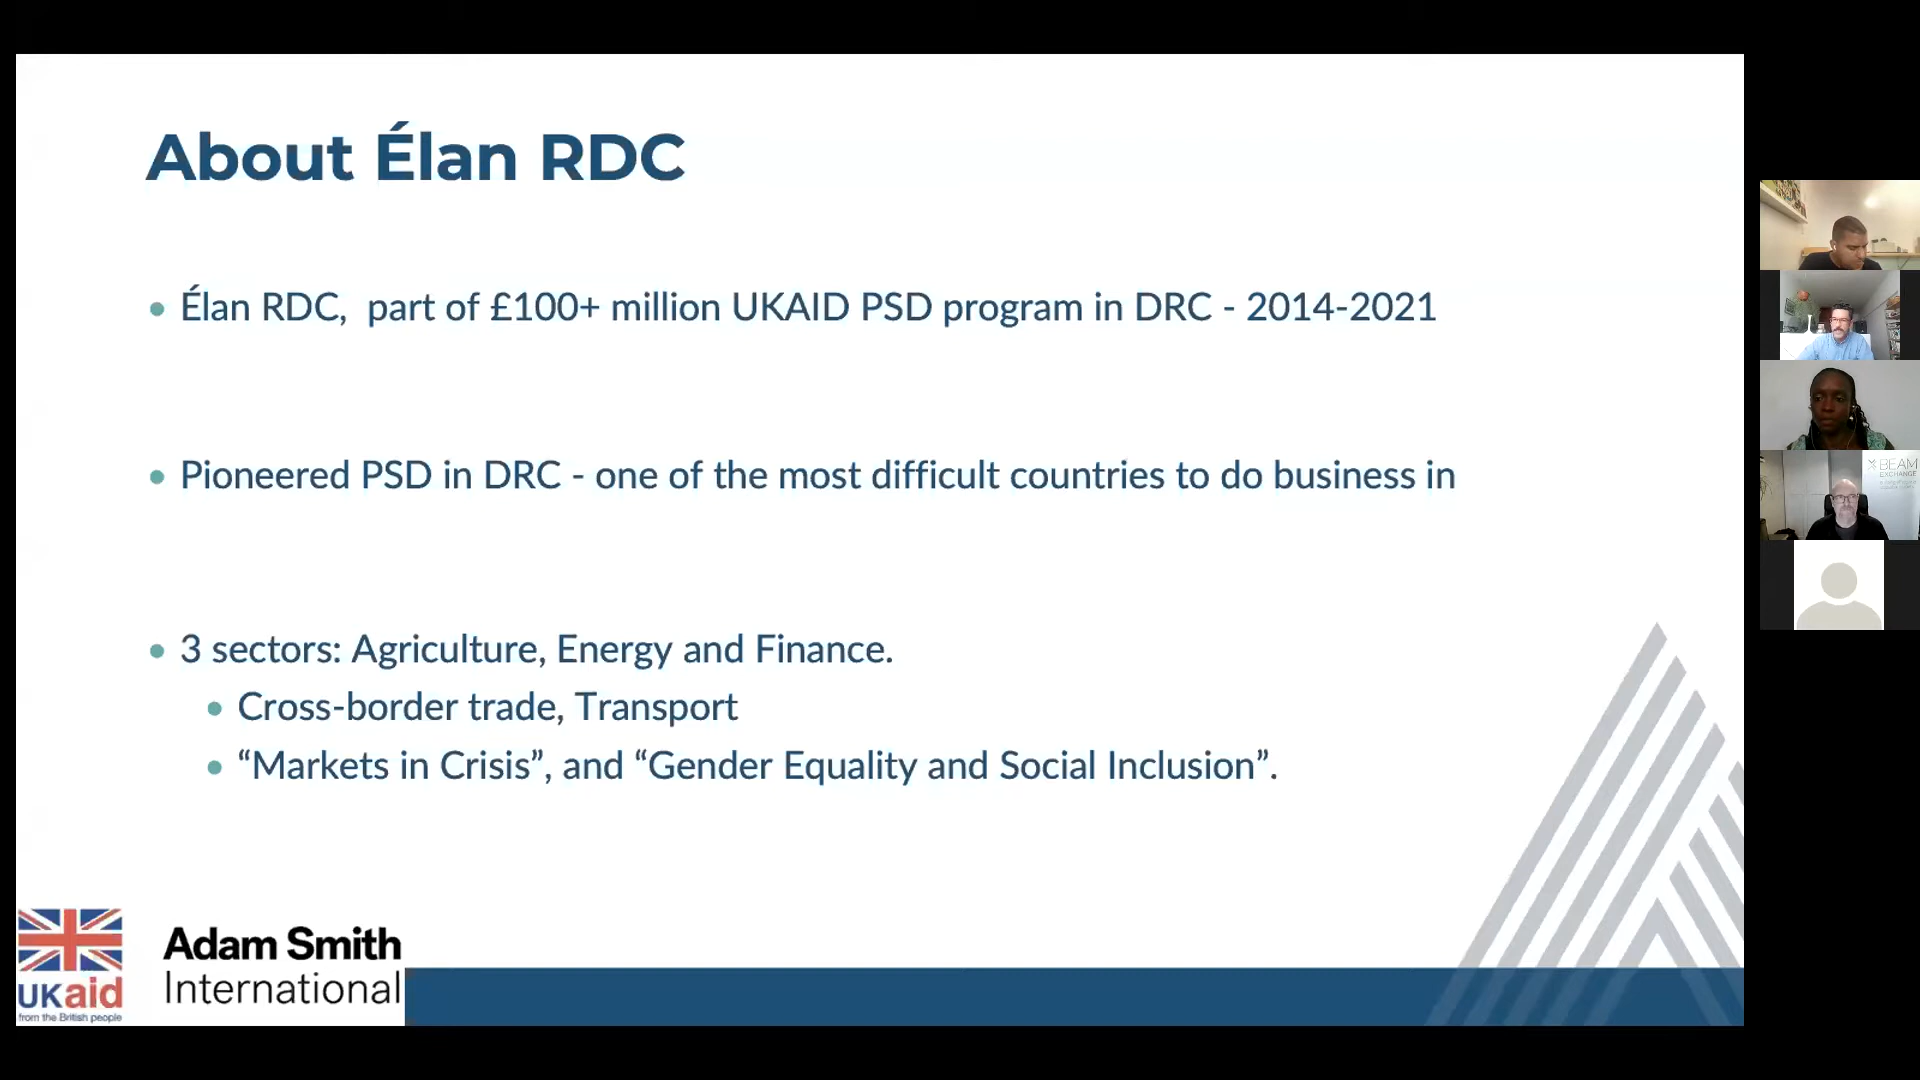 About Élan RDC
Élan RDC, part of £100+ million UKAID PSD program in DRC - 2014-2021
Pioneered PSD in DRC - one of the most difficult countries to do business in
3 sectors: Agriculture, Energy and Finance.
Cross-border trade, Transport
“Markets in Crisis”, and “Gender Equality and Social Inclusion”.
UKaid
from the British people
Adam Smith
International
BEAM
EXCHANGE